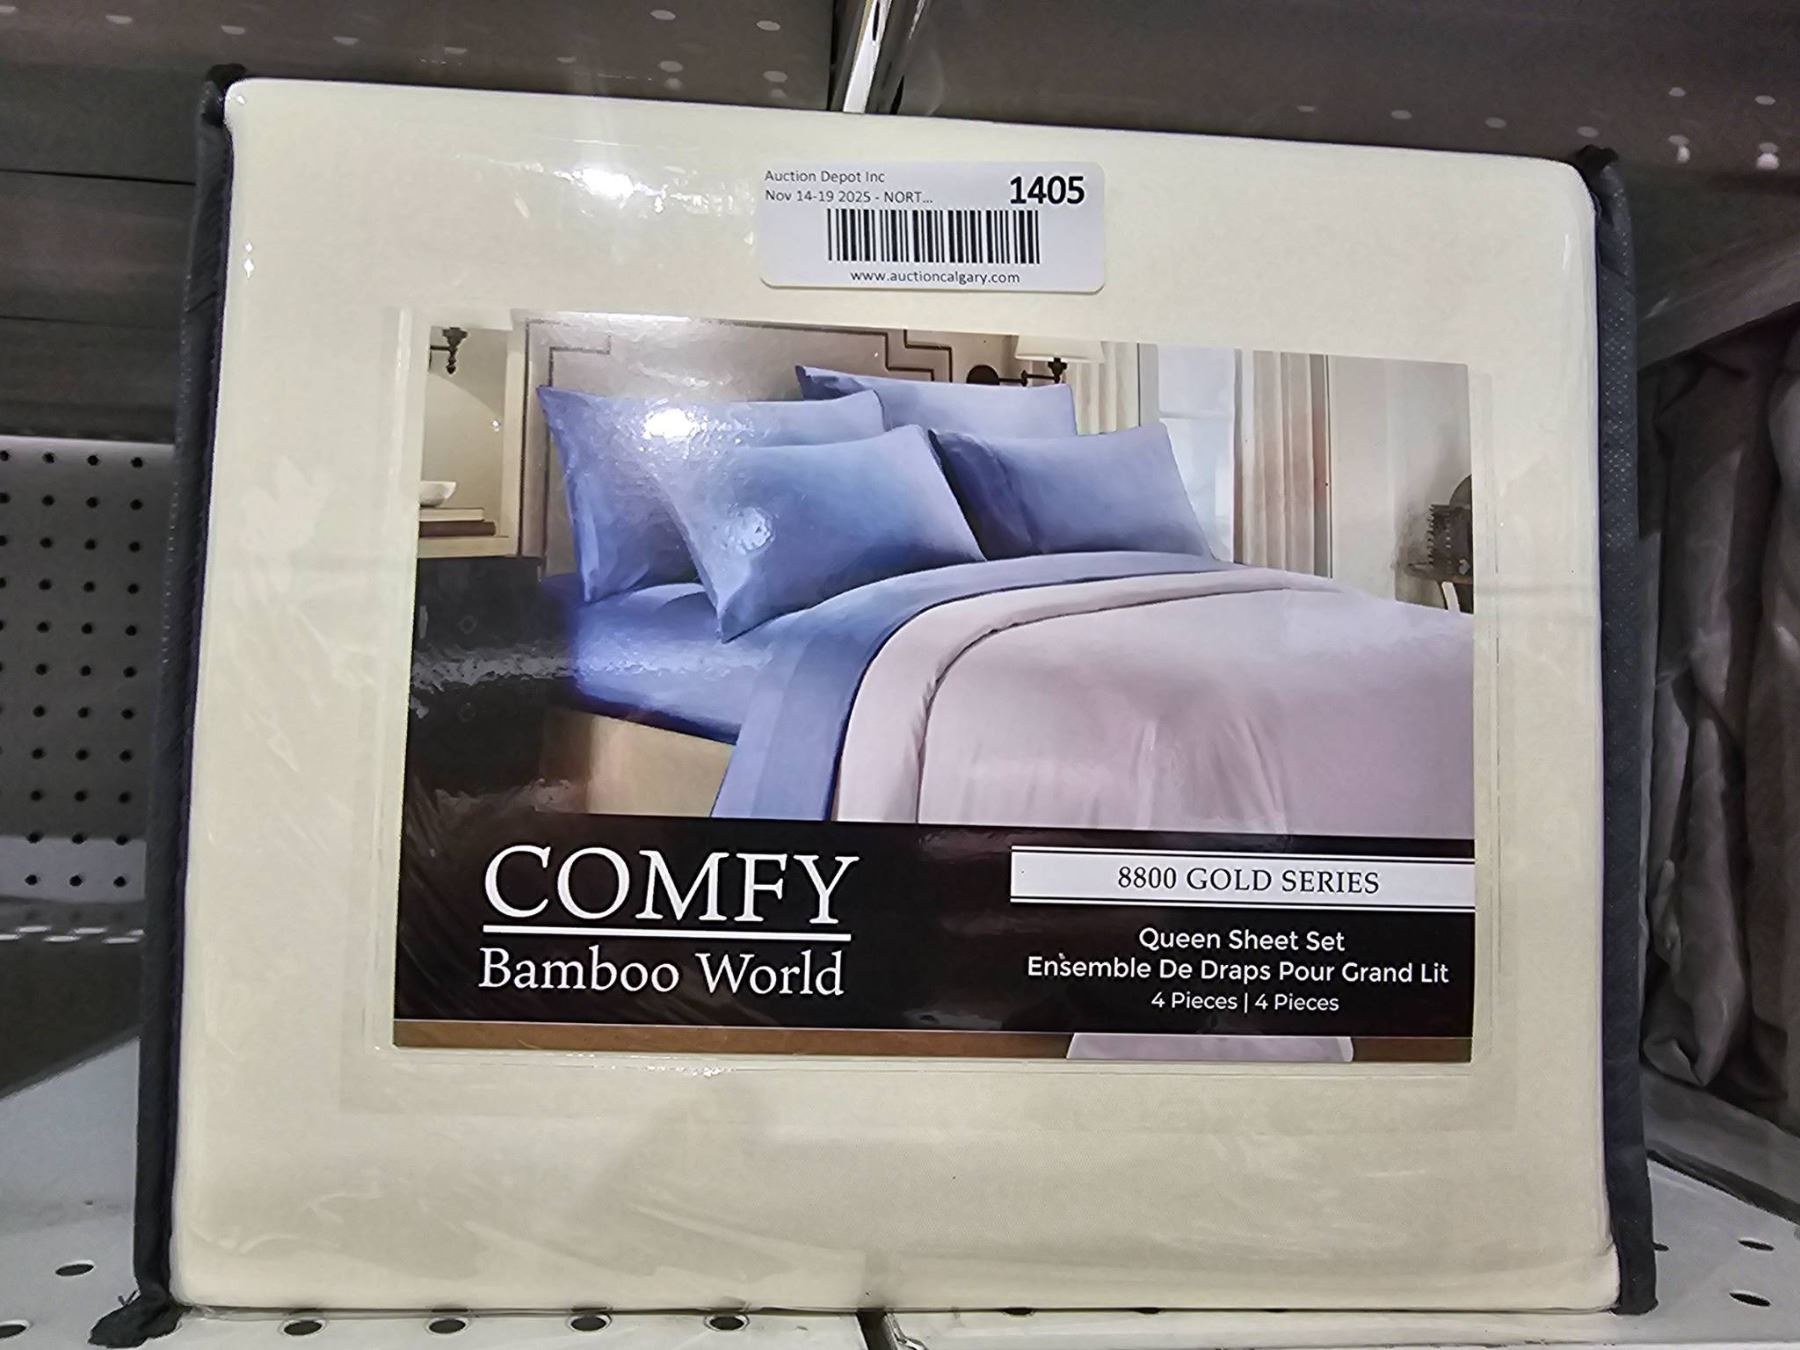 Auction Depot Inc
1405
Nov 14-19 2025 - NORT...
www.auctioncalgary.com
COMFY
Bamboo World
8800 GOLD SERIES
Queen Sheet Set
Ensemble De Draps Pour Grand Lit
4 Pieces | 4 Pieces